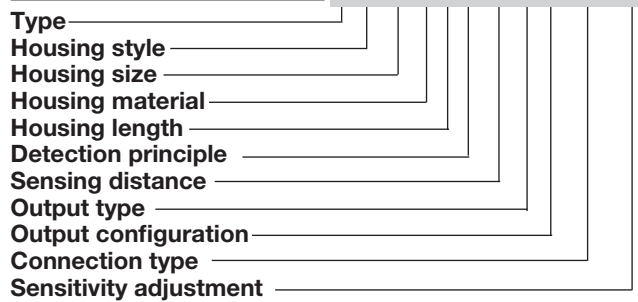 Type
Housing style
Housing size
Housing material
Housing length
Detection principle
Sensing distance
Output type
Output configuration
Connection type
Sensitivity adjustment